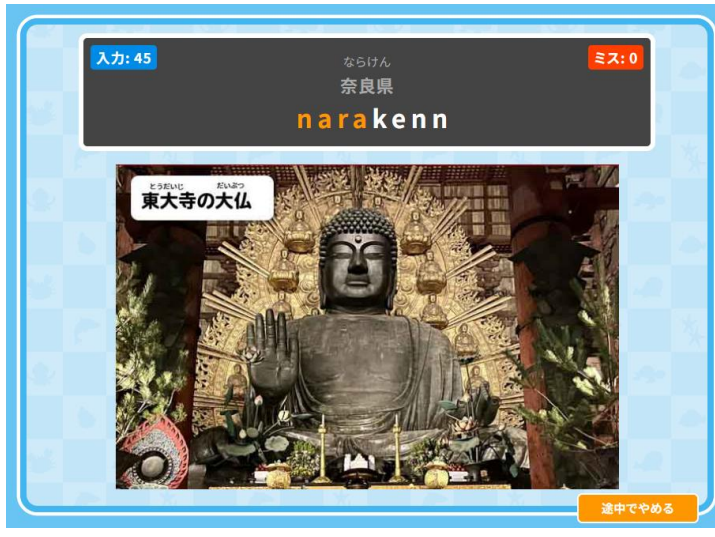 入力: 45
ミス: 0
ならけん
奈良県
narakenn
とうだいじ だいぶつ
東大寺の大仏
途中でやめる